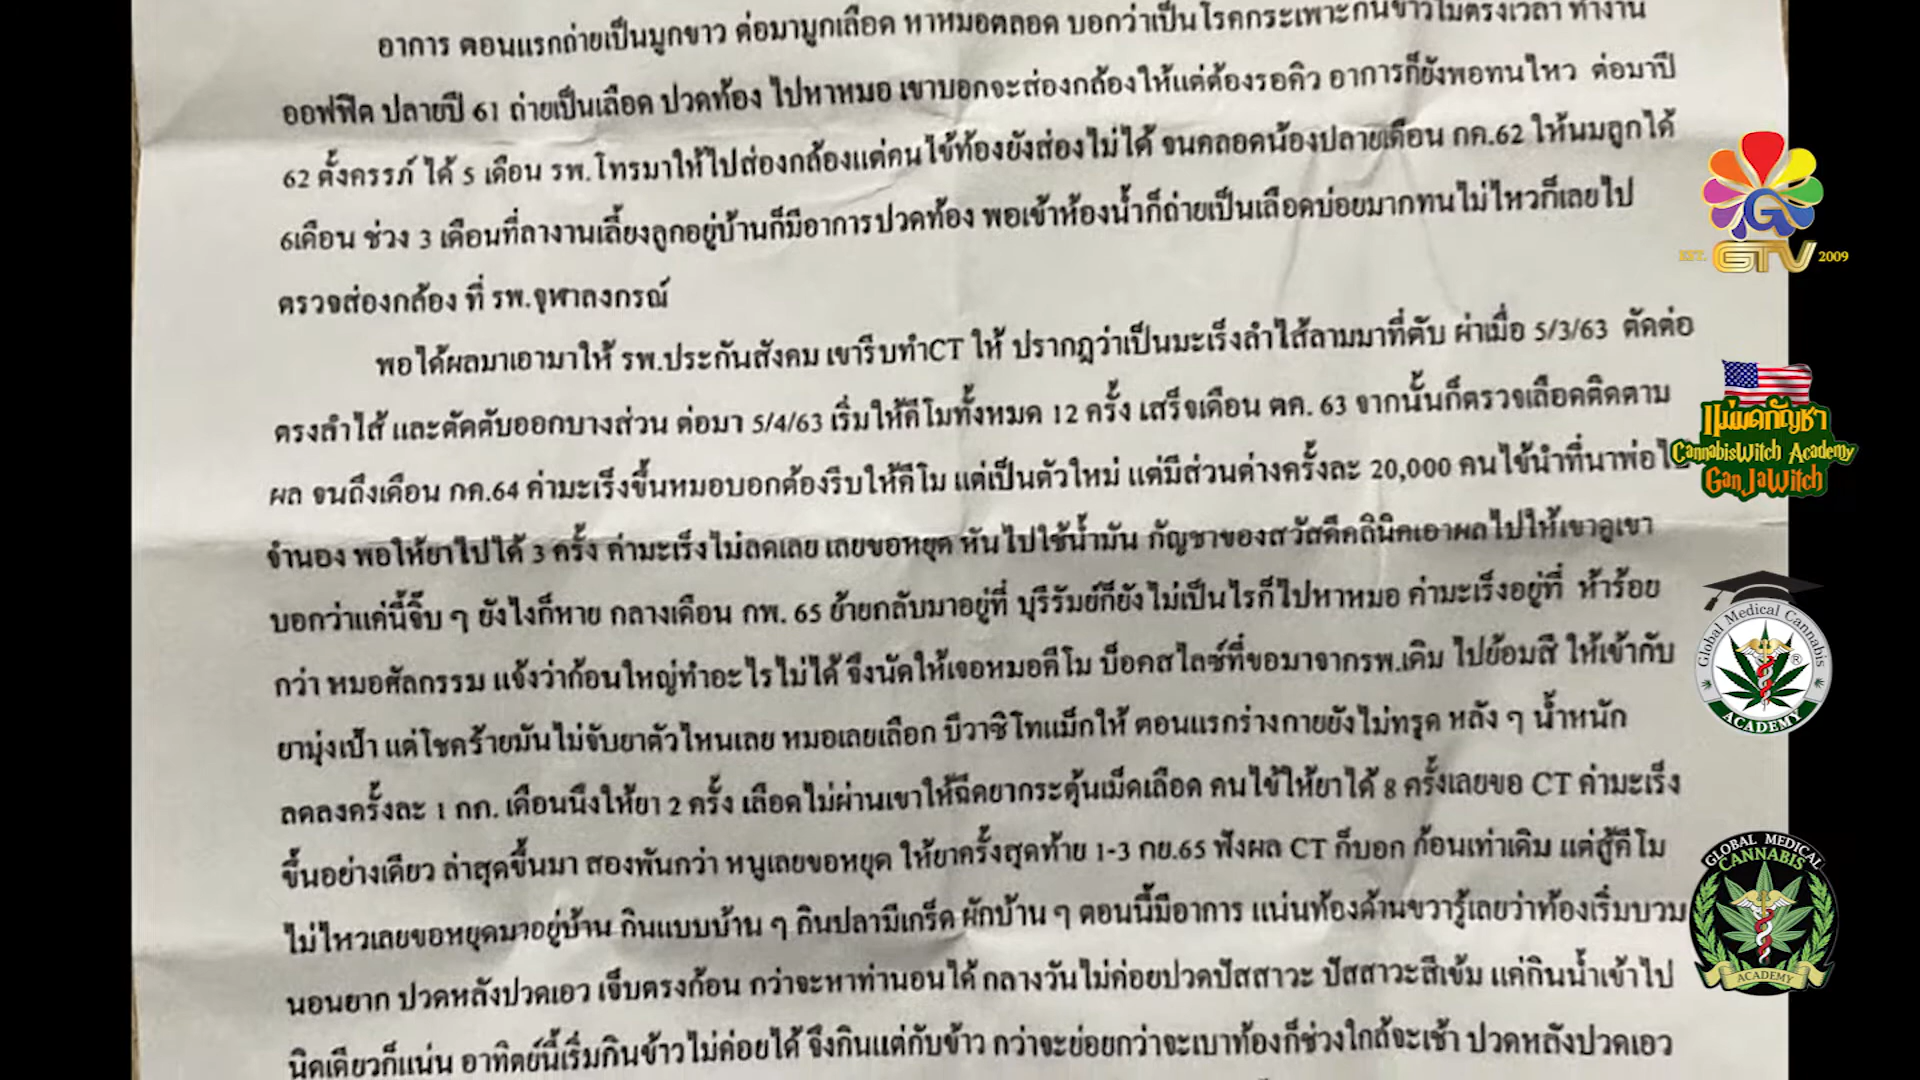 อาการ ตอนแรกถ่ายเป็นมูกขาว ต่อมามูกเลือด หาหมอตลอด บอกว่าเป็นโรคกระเพาะกินข้าวไม่ตรงเวลา ทำงาน
ออฟฟิต ปลายปี 61 ถ่ายเป็นเลือด ปวดท้อง ไปหาหมอ เขาบอกจะส่องกล้องให้แต่ต้องรอคิว อาการก็ยังพอทนไหว ต่อมาปี
62 ตั้งครรภ์ ได้ 5 เดือน รพ.โทรมาให้ไปส่องกล้องแต่คนไข้ท้องยังส่องไม่ได้ จนคลอดน้องปลายเดือน กค.62 ให้นมลูกได้
6เดือน ช่วง 3 เดือนที่ลางานเลี้ยงลูกอยู่บ้านก็มีอาการปวดท้อง พอเข้าห้องน้ำก็ถ่ายเป็นเลือดบ่อยมากทนไม่ไหวก็เลยไป
ตรวจส่องกล้อง ที่ รพ.จุฬาลงกรณ์
พอได้ผลมาเอามาให้ รพ.ประกันสังคม เขารีบทำCT ให้ ปรากฎว่าเป็นมะเร็งลำไส้ลามมาที่ตับ ผ่าเมื่อ 5/3/63 ตัดต่อ
ตรงลำไส้ และตัดตับออกบางส่วน ต่อมา 5/4/63 เริ่มให้คีโมทั้งหมด 12 ครั้ง เสร็จเดือน ตค. 63 จากนั้นก็ตรวจเลือดติดตาม
ผล จนถึงเดือน กค.64 ค่ามะเร็งขึ้นหมอบอกต้องรีบให้คีโม แต่เป็นตัวใหม่ แต่มีส่วนต่างครั้งละ 20,000 คนไข้นำที่นาพ่อไ
จำนอง พอให้ยาไปได้ 3 ครั้ง ค่ามะเร็งไม่ลดเลย เลยขอหยุด หันไปใช้น้ำมัน กัญชาของสวัสดีคลินิคเอาผลไปให้เขาดูเขา
บอกว่าแค่นี้จิ๊บ ๆ ยังไงก็หาย กลางเดือน กพ. 65 ย้ายกลับมาอยู่ที่ บุรีรัมย์ก็ยังไม่เป็นไรก็ไปหาหมอ ค่ามะเร็งอยู่ที่ ห้าร้อย
กว่า หมอศัลกรรม แจ้งว่าก้อนใหญ่ทำอะไรไม่ได้ จึงนัดให้เจอหมอคีโม บ็อคสไลซ์ที่ขอมาจากรพ.เดิม ไปย้อมสี ให้เข้ากับ
ยามุ่งเป้า แต่โชคร้ายมันไม่จับยาตัวไหนเลย หมอเลยเลือก บีวาซิโทแม็กให้ ตอนแรกร่างกายยังไม่ทรุด หลัง ๆ น้ำหนัก
ลดลงครั้งละ 1 กก. เดือนนึงให้ยา 2 ครั้ง เลือดไม่ผ่านเขาให้ฉีดยากระตุ้นเม็ดเลือด คนไข้ให้ยาได้ 8 ครั้งเลยขอ CT ค่ามะเร็ง
ขึ้นอย่างเดียว ล่าสุดขึ้นมา สองพันกว่า หนูเลยขอหยุด ให้ยาครั้งสุดท้าย 1-3 กย.65 ฟังผล CT ก็บอก ก้อนเท่าเดิม แต่สู้คีโม
ไม่ไหวเลยขอหยุดมาอยู่บ้าน กินแบบบ้าน ๆ กินปลามีเกร็ด ผักบ้าน ๆ ตอนนี้มีอาการ แน่นท้องด้านขวารู้เลยว่าท้องเริ่มบวม
นอนยาก ปวดหลังปวดเอว เจ็บตรงก้อน กว่าจะหาท่านอนได้ กลางวันไม่ค่อยปวดปัสสาวะ ปัสสาวะสีเข้ม แค่กินน้ำเข้าไป
นิดเดียวก็แน่น อาทิตย์นี้เริ่มกินข้าวไม่ค่อยได้ จึงกินแต่กับข้าว กว่าจะย่อยกว่าจะเบาท้องก็ช่วงใกล้จะเช้า ปวดหลังปวดเอว
G
EST. GTV 2009
แม่มดกัญชา
CannabisWitch Academy
GanJaWitch
Global Medical Cannabis
®
ACADEMY
GLOBAL MEDICAL
CANNABIS
ACADEMY